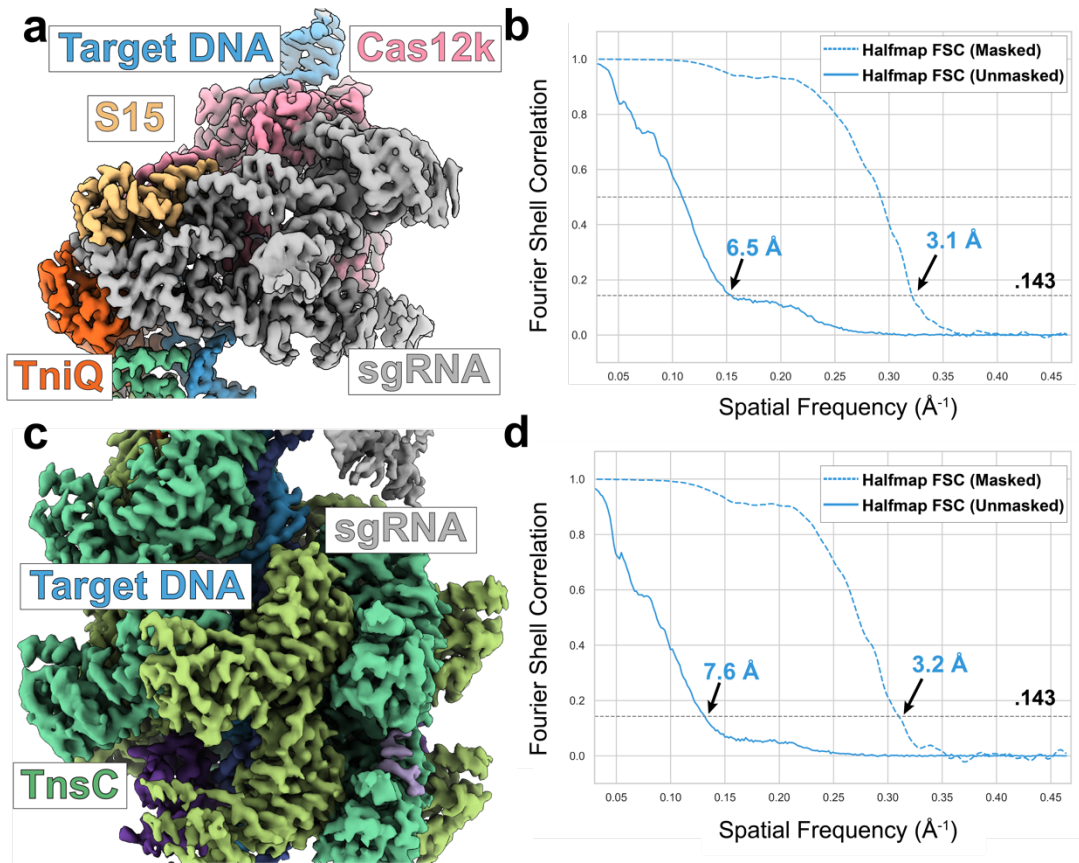 a
Target DNA
Cas12k
S15
TniQ
sgRNA
b
Halfmap FSC (Masked)
Halfmap FSC (Unmasked)
Fourier Shell Correlation
1.0
0.8
0.6
0.4
0.2
0.0
6.5 Å
3.1 Å
.143
0.05 0.10 0.15 0.20 0.25 0.30 0.35 0.40 0.45
Spatial Frequency (Å-1)
c
sgRNA
Target DNA
TnsC
d
Halfmap FSC (Masked)
Halfmap FSC (Unmasked)
Fourier Shell Correlation
1.0
0.8
0.6
0.4
0.2
0.0
7.6 Å
3.2 Å
.143
0.05 0.10 0.15 0.20 0.25 0.30 0.35 0.40 0.45
Spatial Frequency (Å-1)